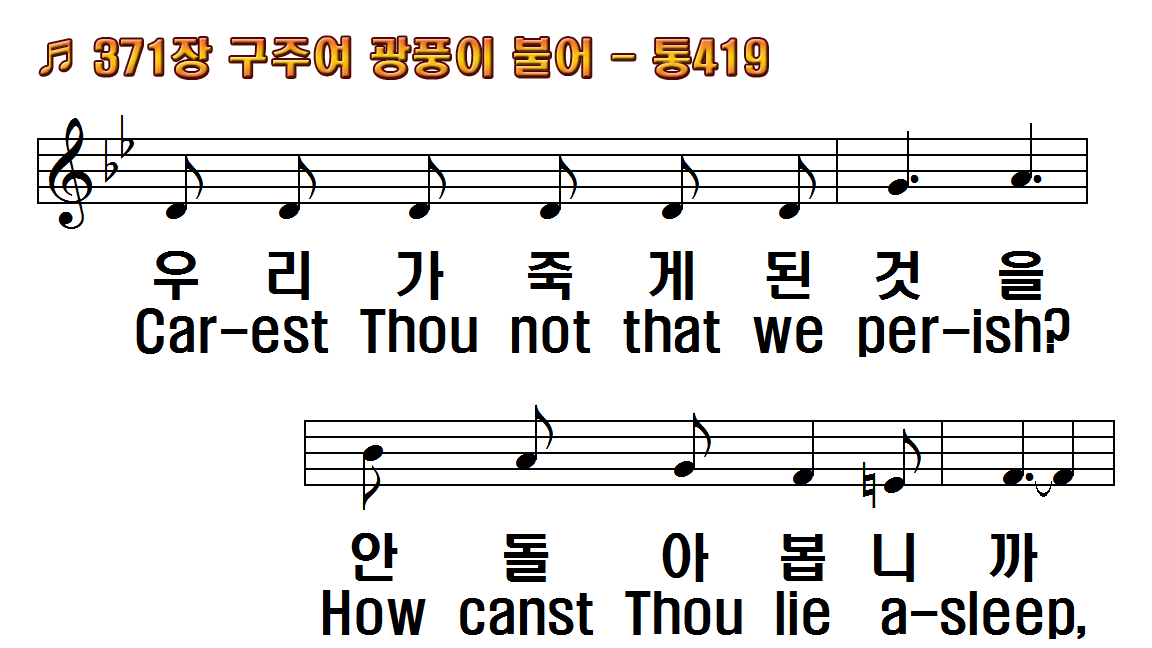 ♬ 371장 구주여 광풍이 불어 - 통419
우 리 가 죽 게 된 것 을
Car-est Thou not that we per-ish?
안 돌 아 봅 니 까
How canst Thou lie a-sleep,